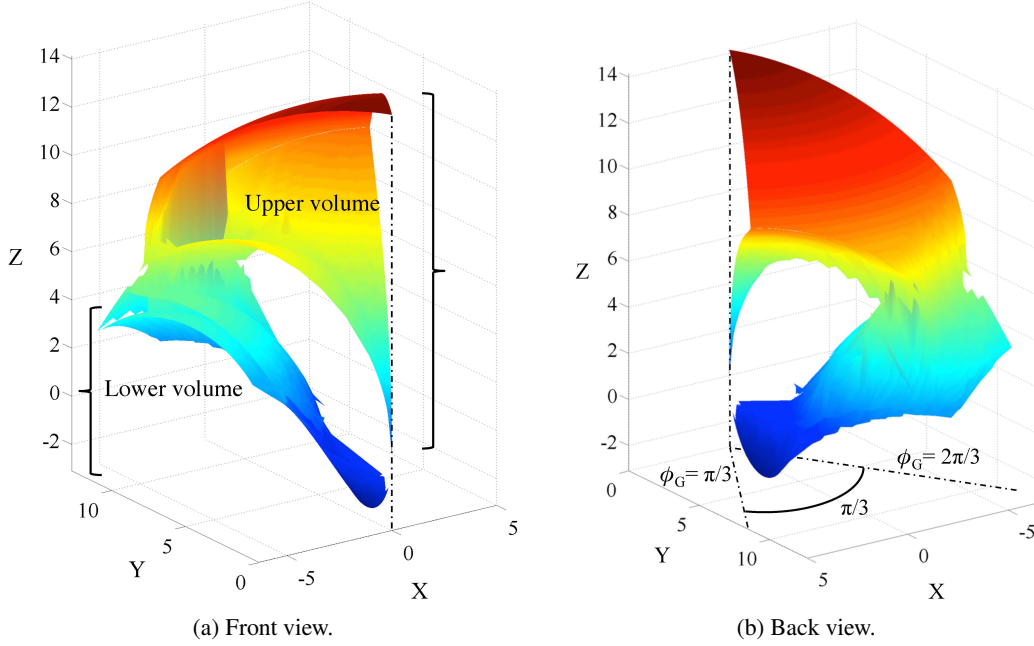 14
12
10
8
6
4
2
0
-2
Z
Upper volume
Lower volume
10
5
0
Y
-5
0
5
X
(a) Front view.
14
12
10
8
6
4
2
0
-2
Z
ϕG= π/3
ϕG= 2π/3
π/3
0
5
10
Y
5
0
-5
X
(b) Back view.